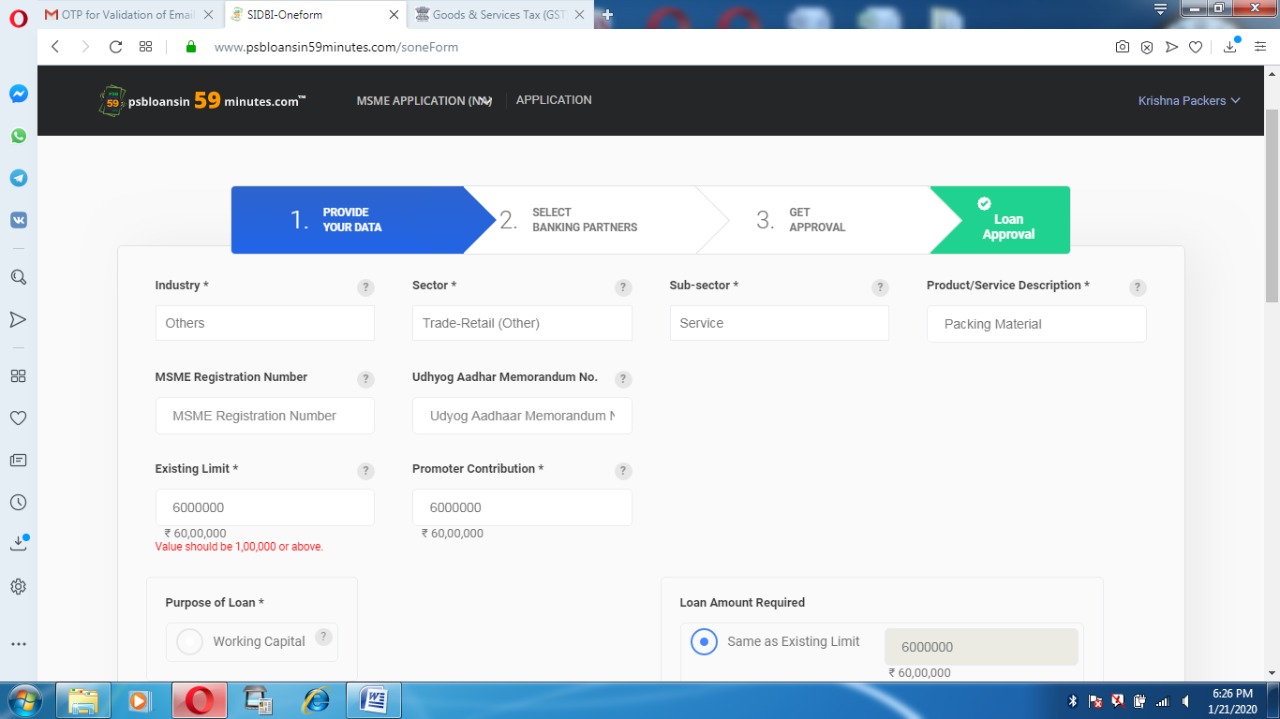 OTP for Validation of Email
SIDBI-Oneform
Goods & Services Tax (GST
www.psbloansin59minutes.com/soneForm
psbloansin 59 minutes.com™
MSME APPLICATION (NN)
APPLICATION
Krishna Packers
1. PROVIDE
YOUR DATA
2. SELECT
BANKING PARTNERS
3. GET
APPROVAL
Loan
Approval
Industry * ?
Sector * ?
Sub-sector * ?
Product/Service Description * ?
Others
Trade-Retail (Other)
Service
Packing Material
MSME Registration Number ?
Udhyog Aadhar Memorandum No. ?
MSME Registration Number
Udyog Aadhaar Memorandum
Existing Limit * ?
Promoter Contribution * ?
6000000
6000000
₹ 60,00,000
₹ 60,00,000
Value should be 1,00,000 or above.
Purpose of Loan *
Loan Amount Required
Working Capital ?
Same as Existing Limit
6000000
₹ 60,00,000
6:26 PM
1/21/2020